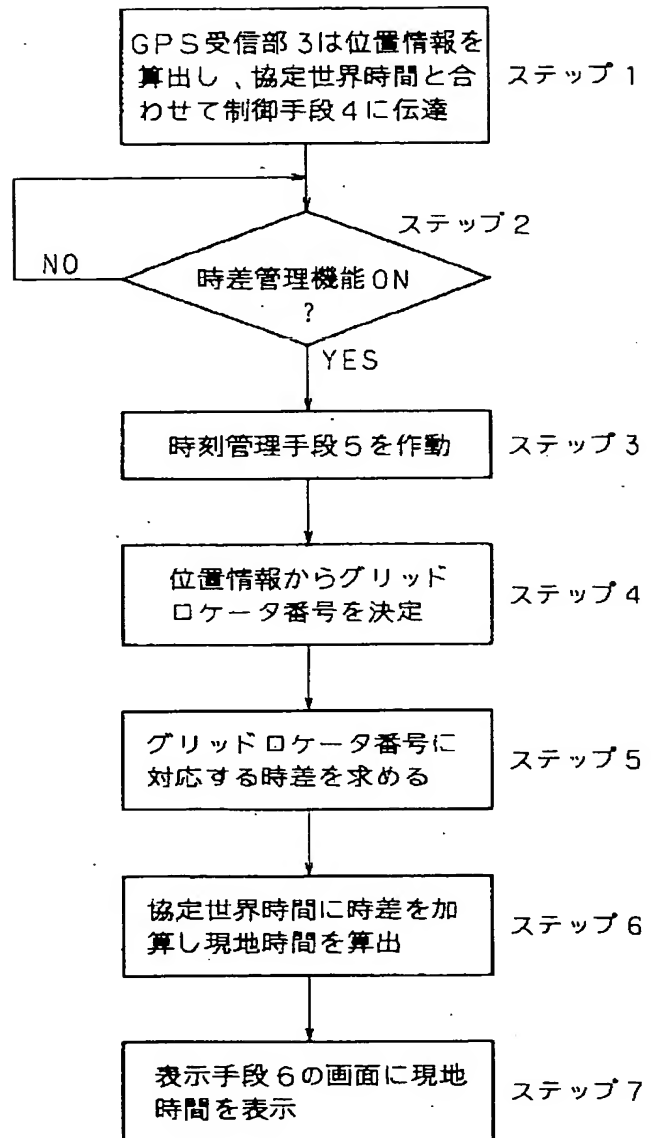 GPS受信部3は位置情報を
算出し、協定世界時間と合
わせて制御手段4に伝達
ステップ1
ステップ2
NO
時差管理機能ON
?
YES
時刻管理手段5を作動
ステップ3
位置情報からグリッド
ロケータ番号を決定
ステップ4
グリッドロケータ番号に
対応する時差を求める
ステップ5
協定世界時間に時差を加
算し現地時間を算出
ステップ6
表示手段6の画面に現地
時間を表示
ステップ7